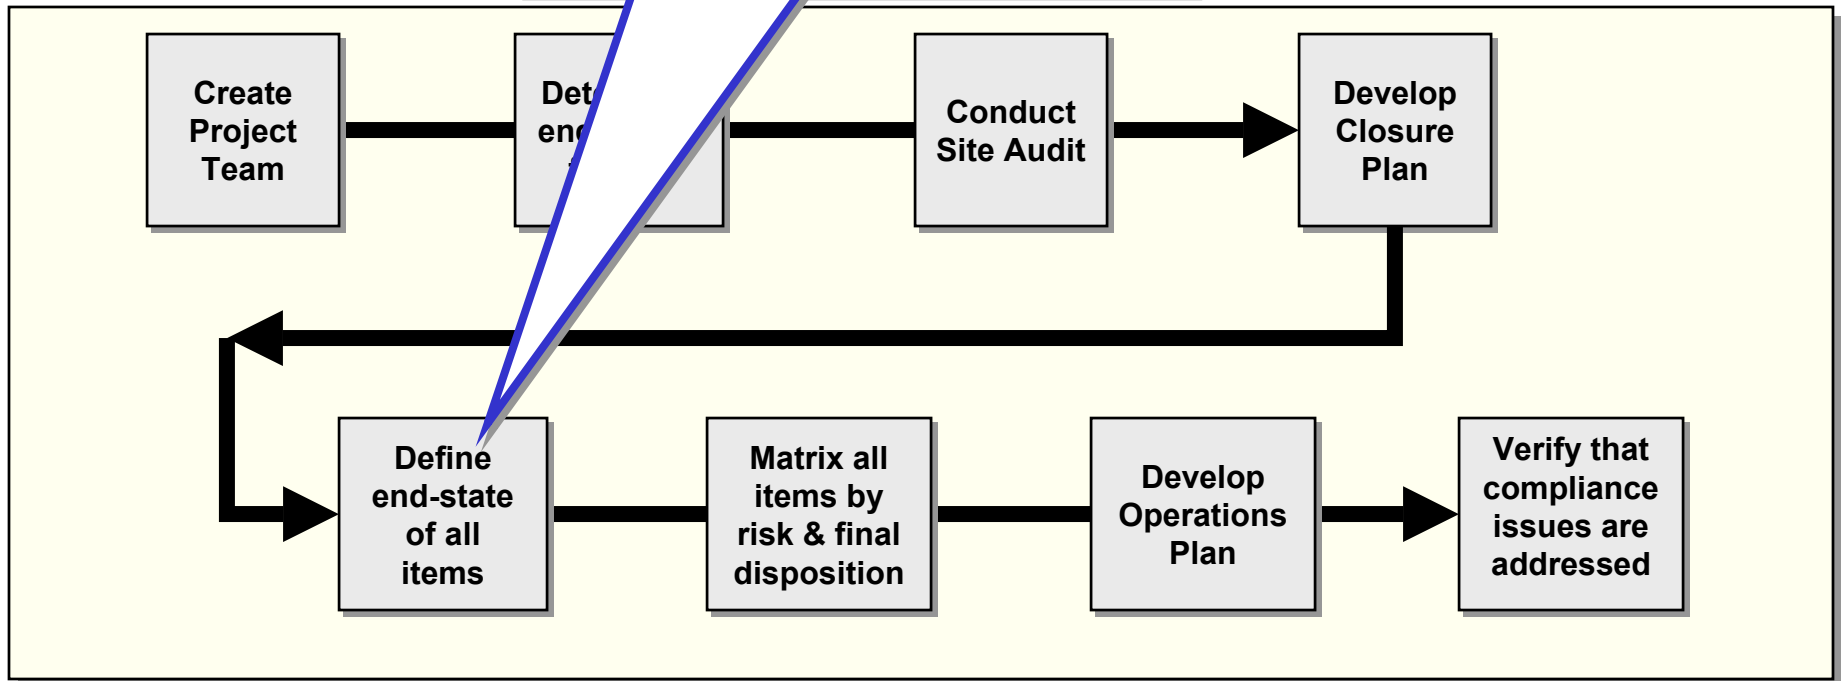 Create
Project
Team
Conduct
Site Audit
Develop
Closure
Plan
Define
end-state
of all
items
Matrix all
items by
risk & final
disposition
Develop
Operations
Plan
Verify that
compliance
issues are
addressed